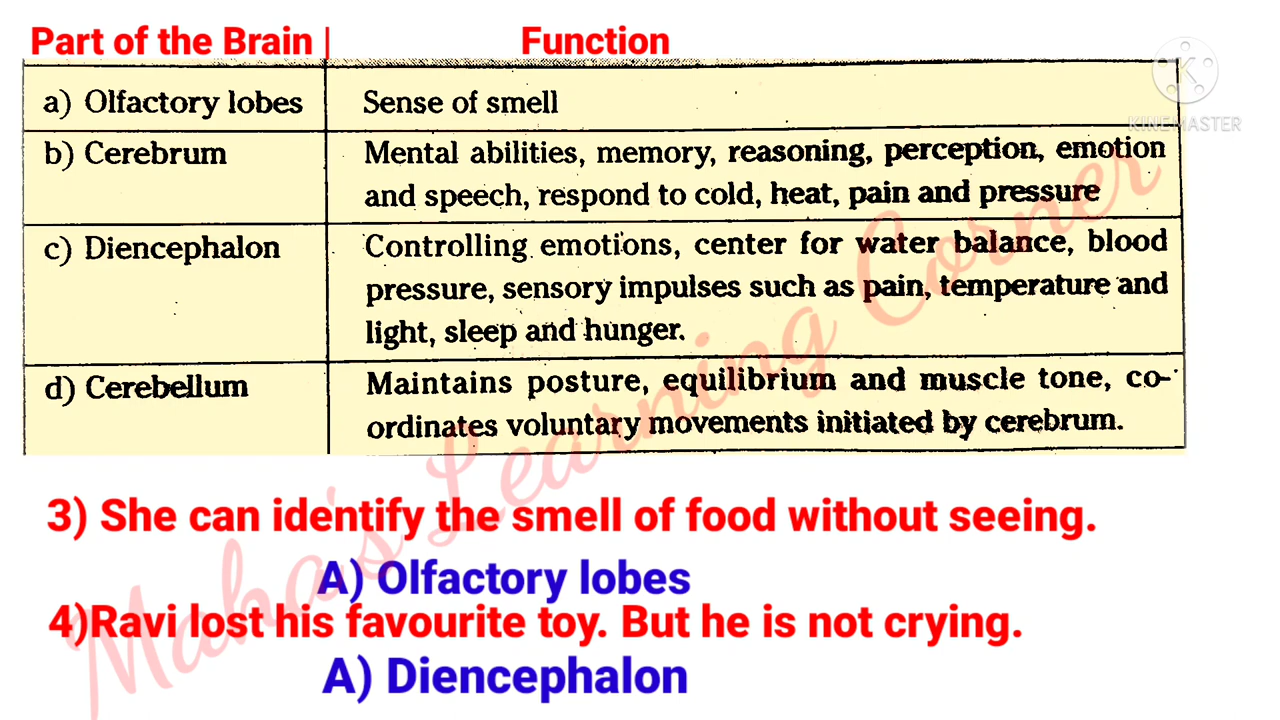 Part of the Brain | Function
a) Olfactory lobes Sense of smell
b) Cerebrum Mental abilities, memory, reasoning, perception, emotion
and speech, respond to cold, heat, pain and pressure
c) Diencephalon Controlling emotions, center for water balance, blood
pressure, sensory impulses such as pain, temperature and
light, sleep and hunger.
d) Cerebellum Maintains posture, equilibrium and muscle tone, co-
ordinates voluntary movements initiated by cerebrum.
3) She can identify the smell of food without seeing.
A) Olfactory lobes
4)Ravi lost his favourite toy. But he is not crying.
A) Diencephalon
Maha's Learning Corner
K
KINEMASTER